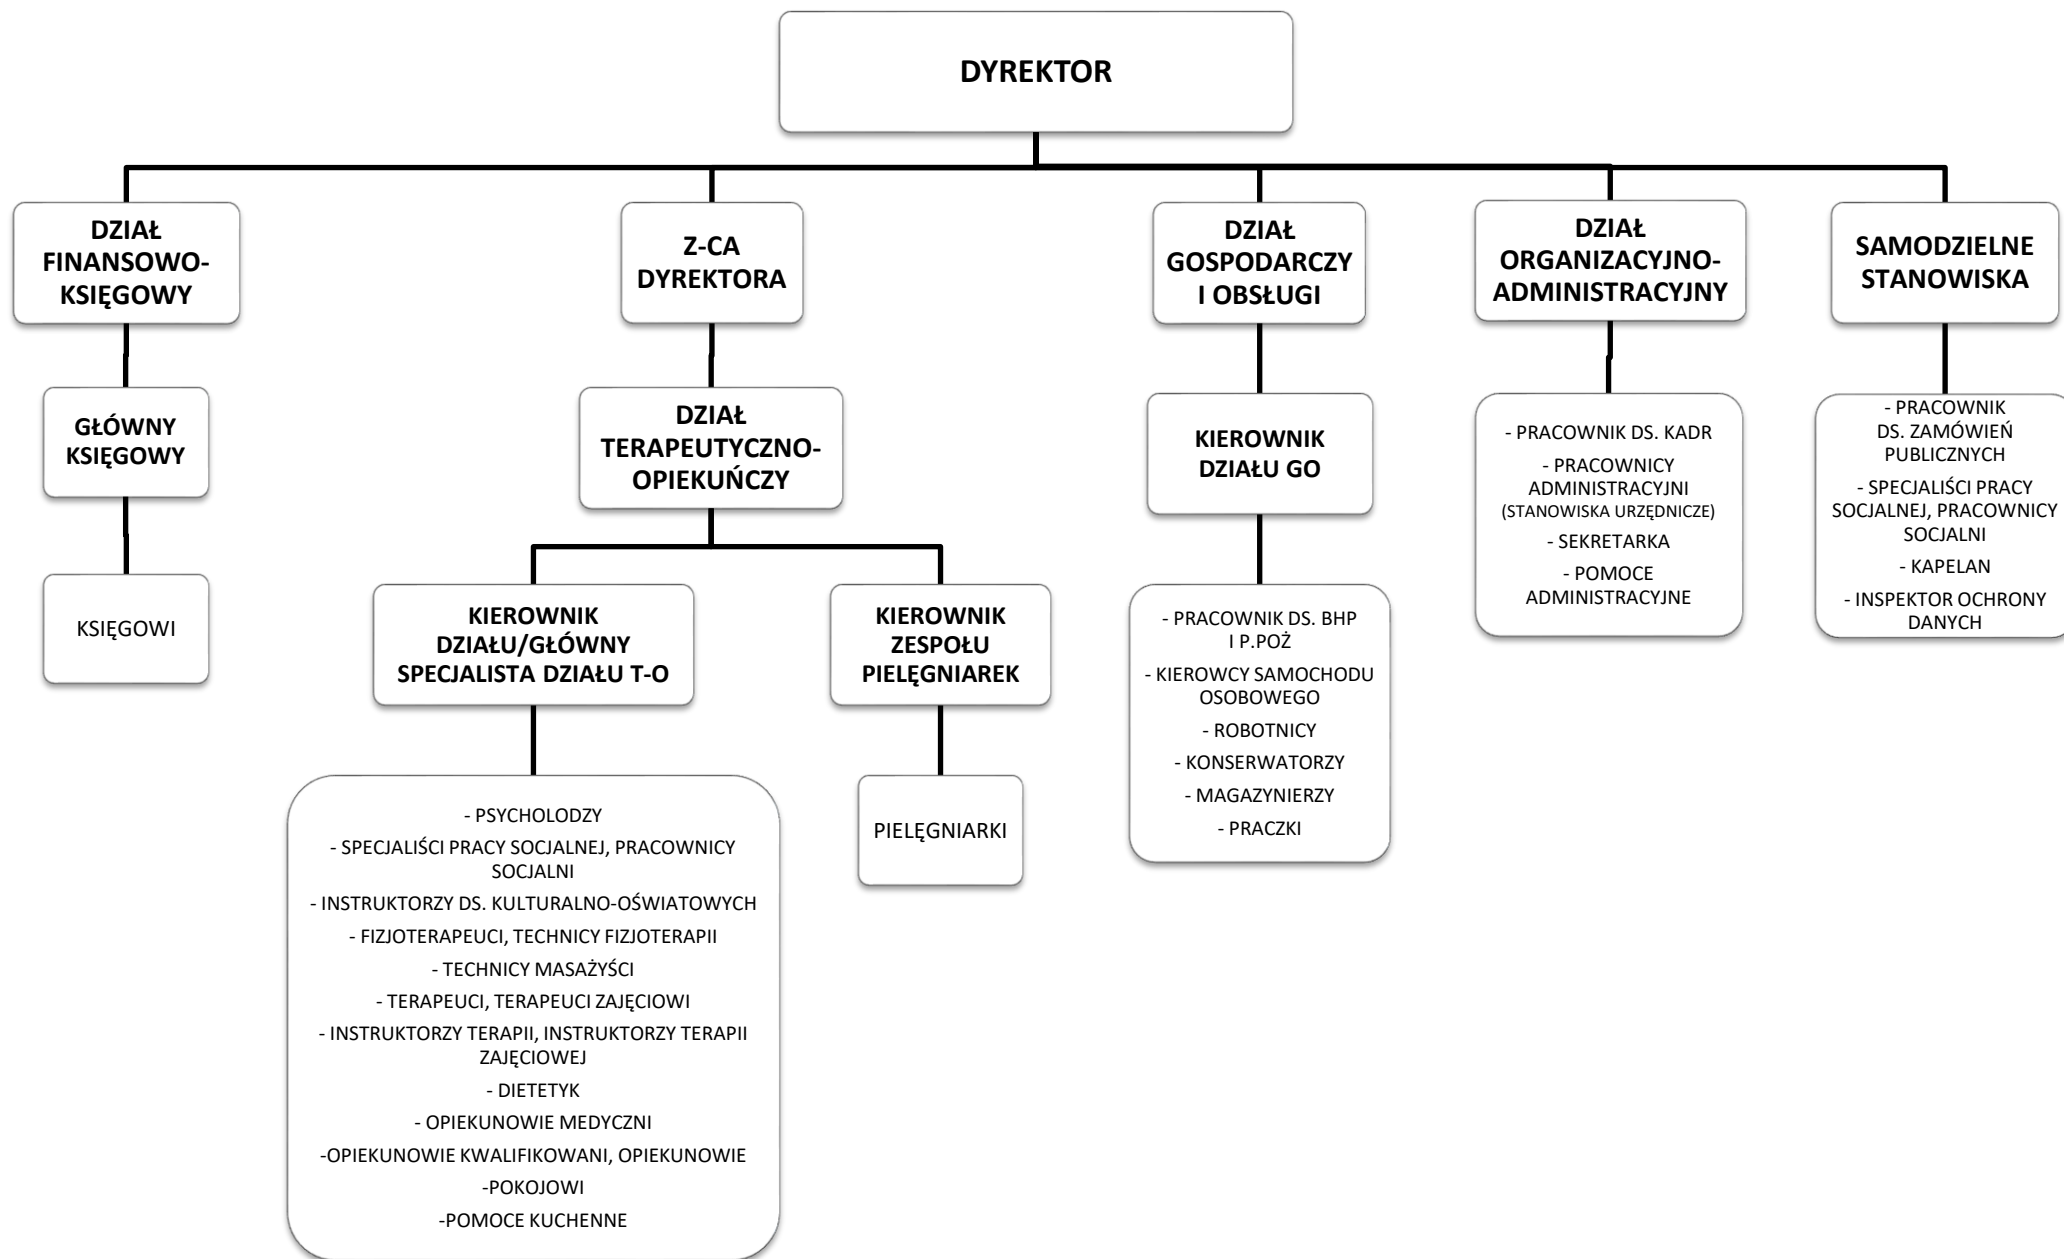 DYREKTOR
DZIAŁ
FINANSOWO-
KSIĘGOWY
Z-CA
DYREKTORA
DZIAŁ
GOSPODARCZY
I OBSŁUGI
DZIAŁ
ORGANIZACYJNO-
ADMINISTRACYJNY
SAMODZIELNE
STANOWISKA
GŁÓWNY
KSIĘGOWY
DZIAŁ
TERAPEUTYCZNO-
OPIEKUŃCZY
KIEROWNIK
DZIAŁU GO
- PRACOWNIK DS. KADR
- PRACOWNICY
ADMINISTRACYJNI
(STANOWISKA URZĘDNICZE)
- SEKRETARKA
- POMOCE
ADMINISTRACYJNE
- PRACOWNIK
DS. ZAMÓWIEŃ
PUBLICZNYCH
- SPECJALIŚCI PRACY
SOCJALNEJ, PRACOWNICY
SOCJALNI
- KAPELAN
- INSPEKTOR OCHRONY
DANYCH
KSIĘGOWI
KIEROWNIK
DZIAŁU/GŁÓWNY
SPECJALISTA DZIAŁU T-O
KIEROWNIK
ZESPOŁU
PIELĘGNIAREK
- PRACOWNIK DS. BHP
I P.POŻ
- KIEROWCY SAMOCHODU
OSOBOWEGO
- ROBOTNICY
- KONSERWATORZY
- MAGAZYNIERZY
- PRACZKI
- PSYCHOLODZY
- SPECJALIŚCI PRACY SOCJALNEJ, PRACOWNICY
SOCJALNI
- INSTRUKTORZY DS. KULTURALNO-OŚWIATOWYCH
- FIZJOTERAPEUCI, TECHNICY FIZJOTERAPII
- TECHNICY MASAŻYŚCI
- TERAPEUCI, TERAPEUCI ZAJĘCIOWI
- INSTRUKTORZY TERAPII, INSTRUKTORZY TERAPII
ZAJĘCIOWEJ
- DIETETYK
- OPIEKUNOWIE MEDYCZNI
-OPIEKUNOWIE KWALIFIKOWANI, OPIEKUNOWIE
-POKOJOWI
-POMOCE KUCHENNE
PIELĘGNIARKI